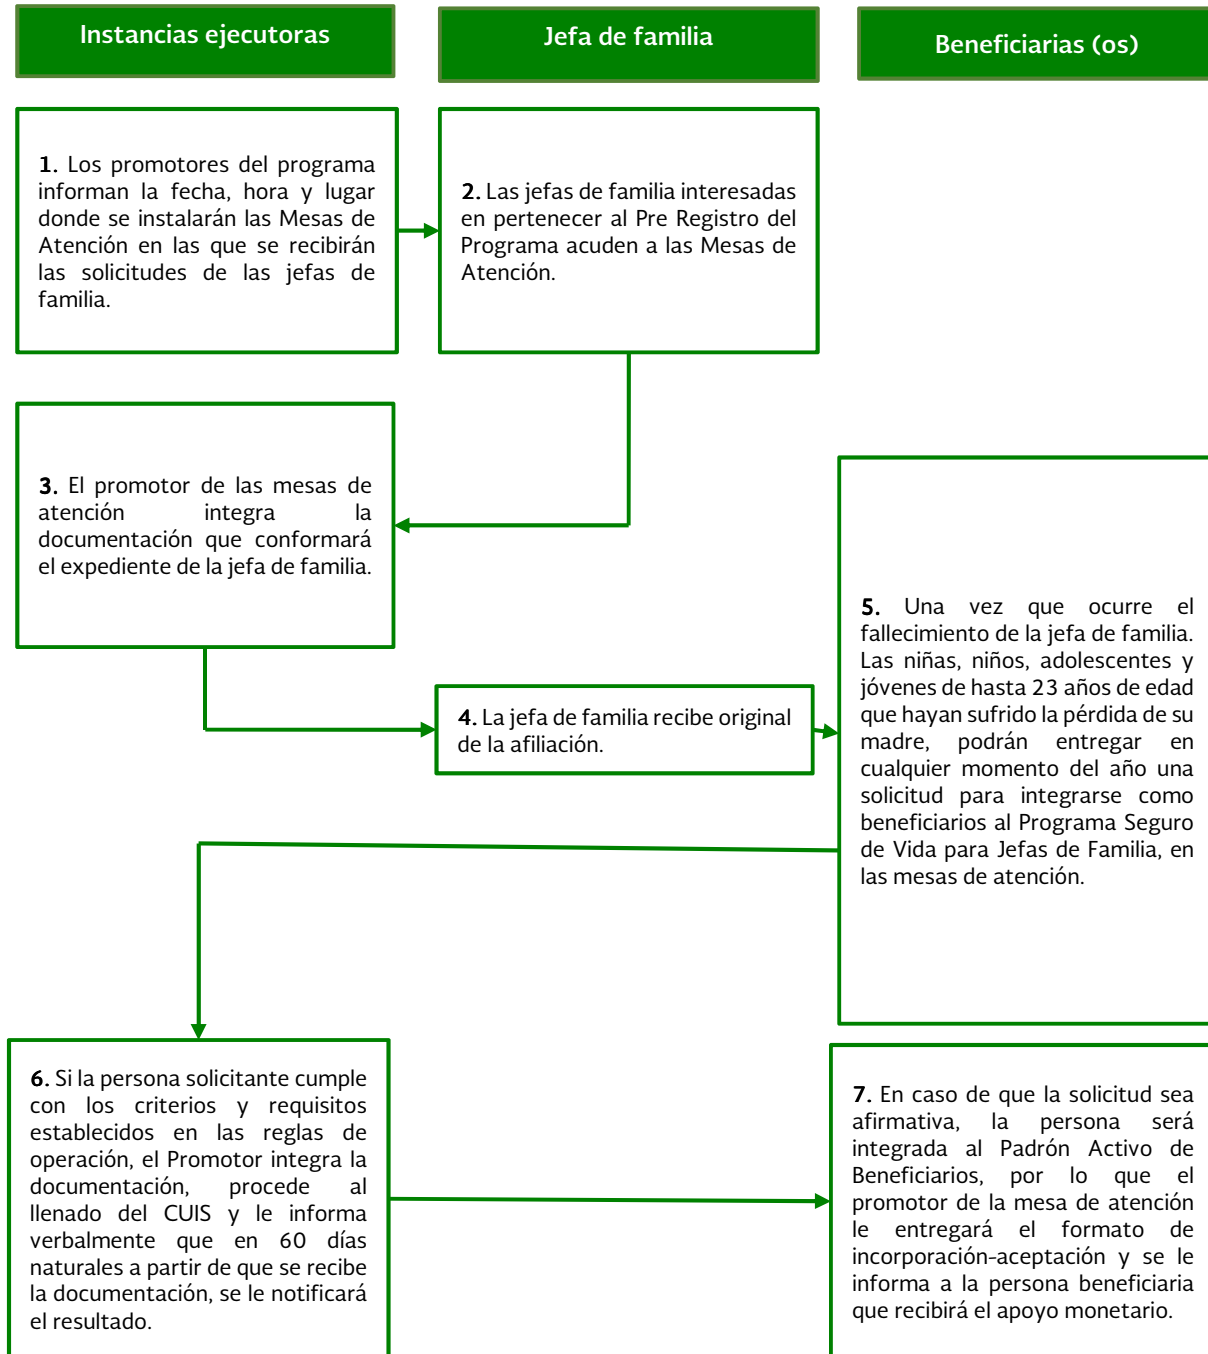 Instancias ejecutoras
Jefa de familia
Beneficiarias (os)
1. Los promotores del programa
informan la fecha, hora y lugar
donde se instalarán las Mesas de
Atención en las que se recibirán
las solicitudes de las jefas de
familia.
2. Las jefas de familia interesadas
en pertenecer al Pre Registro del
Programa acuden a las Mesas de
Atención.
3. El promotor de las mesas de
atención integra la
documentación que conformará
el expediente de la jefa de familia.
4. La jefa de familia recibe original
de la afiliación.
5. Una vez que ocurre el
fallecimiento de la jefa de familia.
Las niñas, niños, adolescentes y
jóvenes de hasta 23 años de edad
que hayan sufrido la pérdida de su
madre, podrán entregar en
cualquier momento del año una
solicitud para integrarse como
beneficiarios al Programa Seguro
de Vida para Jefas de Familia, en
las mesas de atención.
6. Si la persona solicitante cumple
con los criterios y requisitos
establecidos en las reglas de
operación, el Promotor integra la
documentación, procede al
llenado del CUIS y le informa
verbalmente que en 60 días
naturales a partir de que se recibe
la documentación, se le notificará
el resultado.
7. En caso de que la solicitud sea
afirmativa, la persona será
integrada al Padrón Activo de
Beneficiarios, por lo que el
promotor de la mesa de atención
le entregará el formato de
incorporación-aceptación y se le
informa a la persona beneficiaria
que recibirá el apoyo monetario.